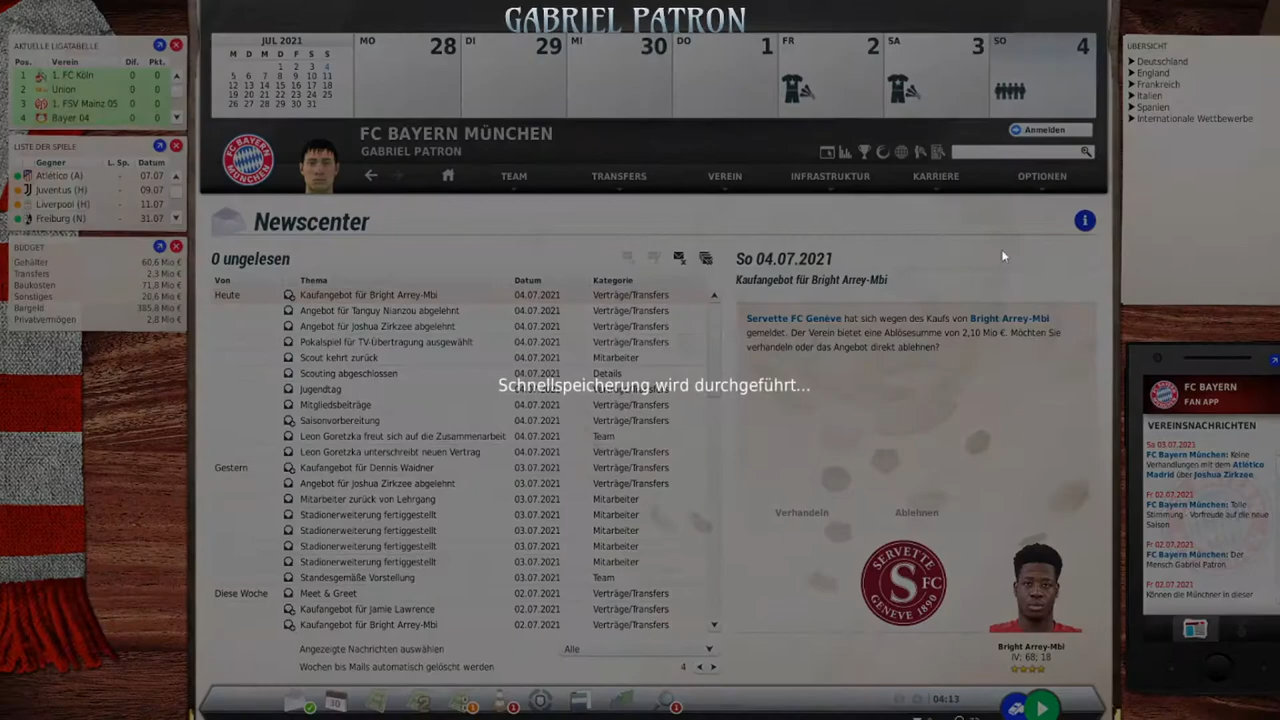 GABRIEL PATRON
AKTUELLE LIGATABELLE
Pos. Verein Dif. Pkt.
1 1. FC Köln 0 0
2 Union 0 0
3 1. FSV Mainz 05 0 0
4 Bayer 04 0 0
LISTE DER SPIELE
Gegner L. Sp. Datum
Atlético (A) - 07.07
Juventus (H) - 09.07
Liverpool (H) - 11.07
Freiburg (N) - 31.07
BUDGET
Gehälter 60,6 Mio €
Transfers 2,3 Mio €
Baukosten 71,8 Mio €
Sonstiges 20,6 Mio €
Bargeld 385,8 Mio €
Privatvermögen 2,8 Mio €
JUL 2021
M D M D F S S
1 2 3 4
5 6 7 8 9 10 11
12 13 14 15 16 17 18
19 20 21 22 23 24 25
26 27 28 29 30 31
MO 28
DI 29
MI 30
DO 1
FR 2
SA 3
SO 4
FC BAYERN MÜNCHEN
GABRIEL PATRON
Anmelden
TEAM TRANSFERS VEREIN INFRASTRUKTUR KARRIERE OPTIONEN
Newscenter
0 ungelesen
Von Thema Datum Kategorie
Heute Kaufangebot für Bright Arrey-Mbi 04.07.2021 Verträge/Transfers
Angebot für Tanguy Nianzou abgelehnt 04.07.2021 Verträge/Transfers
Angebot für Joshua Zirkzee abgelehnt 04.07.2021 Verträge/Transfers
Pokalspiel für TV-Übertragung ausgewählt 04.07.2021 Verträge/Transfers
Scout kehrt zurück 04.07.2021 Mitarbeiter
Scouting abgeschlossen 04.07.2021 Details
Jugendtag 04.07.2021 Verträge/Transfers
Mitgliedsbeiträge 04.07.2021 Verträge/Transfers
Saisonvorbereitung 04.07.2021 Verträge/Transfers
Leon Goretzka freut sich auf die Zusammenarbeit 04.07.2021 Team
Leon Goretzka unterschreibt neuen Vertrag 04.07.2021 Verträge/Transfers
Gestern Kaufangebot für Dennis Waidner 03.07.2021 Verträge/Transfers
Angebot für Joshua Zirkzee abgelehnt 03.07.2021 Verträge/Transfers
Mitarbeiter zurück von Lehrgang 03.07.2021 Mitarbeiter
Stadionerweiterung fertiggestellt 03.07.2021 Mitarbeiter
Stadionerweiterung fertiggestellt 03.07.2021 Mitarbeiter
Stadionerweiterung fertiggestellt 03.07.2021 Mitarbeiter
Stadionerweiterung fertiggestellt 03.07.2021 Mitarbeiter
Standesgemäße Vorstellung 03.07.2021 Team
Diese Woche Meet & Greet 02.07.2021 Verträge/Transfers
Kaufangebot für Jamie Lawrence 02.07.2021 Verträge/Transfers
Kaufangebot für Bright Arrey-Mbi 02.07.2021 Verträge/Transfers
Angezeigte Nachrichten auswählen Alle
Wochen bis Mails automatisch gelöscht werden 4
Schnellspeicherung wird durchgeführt...
So 04.07.2021
Kaufangebot für Bright Arrey-Mbi
Servette FC Genève hat sich wegen des Kaufs von Bright Arrey-Mbi
gemeldet. Der Verein bietet eine Ablösesumme von 2,10 Mio €. Möchten Sie
verhandeln oder das Angebot direkt ablehnen?
Verhandeln Ablehnen
SERVETTE
FC
GENÈVE 1890
Bright Arrey-Mbi
IV; 68; 18
30
1
1
1
04:13
ÜBERSICHT
Deutschland
England
Frankreich
Italien
Spanien
Internationale Wettbewerbe
FC BAYERN
FAN APP
VEREINSNACHRICHTEN
Sa 03.07.2021
FC Bayern München: Keine
Verhandlungen mit dem Atlético
Madrid über Joshua Zirkzee
Fr 02.07.2021
FC Bayern München: Tolle
Stimmung - Vorfreude auf die neue
Saison
Fr 02.07.2021
FC Bayern München: Der
Mensch Gabriel Patron
Fr 02.07.2021
Können die Münchner in dieser